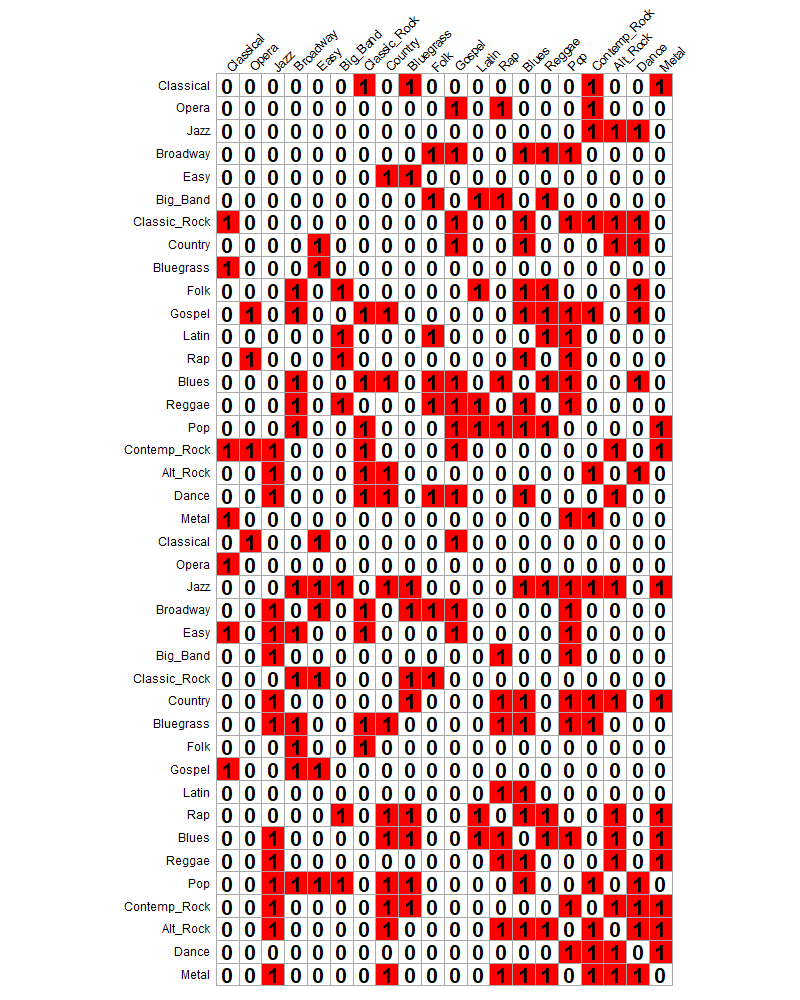 Classical Opera Jazz Broadway Easy Big_Band Classic_Rock Country Bluegrass Folk Gospel Latin Rap Blues Reggae Pop Contemp_Rock Alt_Rock Dance Metal
Classical 0 0 0 0 0 0 1 0 1 0 0 0 0 0 0 0 1 0 0 1
Opera 0 0 0 0 0 0 0 0 0 0 1 0 1 0 0 0 1 0 0 0
Jazz 0 0 0 0 0 0 0 0 0 0 0 0 0 0 0 0 1 1 1 0
Broadway 0 0 0 0 0 0 0 0 0 1 1 0 0 1 1 1 0 0 0 0
Easy 0 0 0 0 0 0 0 1 1 0 0 0 0 0 0 0 0 0 0 0
Big_Band 0 0 0 0 0 0 0 0 0 1 0 1 1 0 1 0 0 0 0 0
Classic_Rock 1 0 0 0 0 0 0 0 0 0 1 0 0 1 0 1 1 1 1 0
Country 0 0 0 0 1 0 0 0 0 0 1 0 0 1 0 0 0 1 1 0
Bluegrass 1 0 0 0 1 0 0 0 0 0 0 0 0 0 0 0 0 0 0 0
Folk 0 0 0 1 0 1 0 0 0 0 0 1 0 1 1 0 0 0 1 0
Gospel 0 1 0 1 0 0 1 1 0 0 0 0 0 1 1 1 1 0 1 0
Latin 0 0 0 0 0 1 0 0 0 1 0 0 0 0 1 1 0 0 0 0
Rap 0 1 0 0 0 1 0 0 0 0 0 0 0 1 0 1 0 0 0 0
Blues 0 0 0 1 0 0 1 1 0 1 1 0 1 0 1 1 0 0 1 0
Reggae 0 0 0 1 0 1 0 0 0 1 1 1 0 1 0 1 0 0 0 0
Pop 0 0 0 1 0 0 1 0 0 0 1 1 1 1 1 0 0 0 0 1
Contemp_Rock 1 1 1 0 0 0 1 0 0 0 1 0 0 0 0 0 0 1 0 1
Alt_Rock 0 0 1 0 0 0 1 1 0 0 0 0 0 0 0 0 1 0 1 0
Dance 0 0 1 0 0 0 1 1 0 1 1 0 0 1 0 0 0 1 0 0
Metal 1 0 0 0 0 0 0 0 0 0 0 0 0 0 0 1 1 0 0 0
Classical 0 1 0 0 1 0 0 0 0 0 1 0 0 0 0 0 0 0 0 0
Opera 1 0 0 0 0 0 0 0 0 0 0 0 0 0 0 0 0 0 0 0
Jazz 0 0 0 1 1 1 0 1 1 0 0 0 0 1 1 1 1 1 0 1
Broadway 0 0 1 0 1 0 1 0 1 1 1 0 0 0 0 1 0 0 0 0
Easy 1 0 1 1 0 0 1 0 0 0 1 0 0 0 0 1 0 0 0 0
Big_Band 0 0 1 0 0 0 0 0 0 0 0 0 1 0 0 1 0 0 0 0
Classic_Rock 0 0 0 1 1 0 0 0 1 1 0 0 0 0 0 0 0 0 0 0
Country 0 0 1 0 0 0 0 0 1 0 0 0 1 1 0 1 1 1 0 1
Bluegrass 0 0 1 1 0 0 1 1 0 0 0 0 1 1 0 1 1 0 0 0
Folk 0 0 0 1 0 0 1 0 0 0 0 0 0 0 0 0 0 0 0 0
Gospel 1 0 0 1 1 0 0 0 0 0 0 0 0 0 0 0 0 0 0 0
Latin 0 0 0 0 0 0 0 0 0 0 0 0 1 1 0 0 0 0 0 0
Rap 0 0 0 0 0 1 0 1 1 0 0 1 0 1 1 0 0 1 0 1
Blues 0 0 1 0 0 0 0 1 1 0 0 1 1 0 1 1 0 1 0 1
Reggae 0 0 1 0 0 0 0 0 0 0 0 0 1 1 0 0 0 1 0 1
Pop 0 0 1 1 1 1 0 1 1 0 0 0 0 1 0 0 1 0 1 0
Contemp_Rock 0 0 1 0 0 0 0 1 1 0 0 0 0 0 0 1 0 1 1 1
Alt_Rock 0 0 1 0 0 0 0 1 0 0 0 0 1 1 1 0 1 0 1 1
Dance 0 0 0 0 0 0 0 0 0 0 0 0 0 0 0 1 1 1 0 1
Metal 0 0 1 0 0 0 0 1 0 0 0 0 1 1 1 0 1 1 1 0